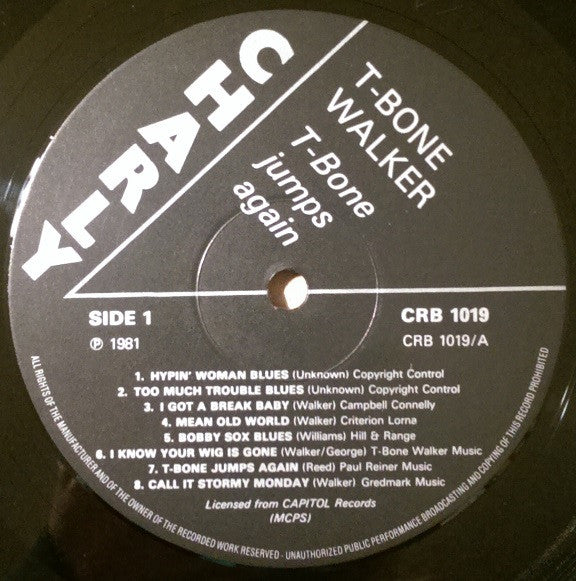 CHARLY
T-BONE
WALKER
T-Bone
jumps
again
SIDE 1
℗ 1981
CRB 1019
CRB 1019/A
1. HYPIN' WOMAN BLUES (Unknown) Copyright Control
2. TOO MUCH TROUBLE BLUES (Unknown) Copyright Control
3. I GOT A BREAK BABY (Walker) Campbell Connelly
4. MEAN OLD WORLD (Walker) Criterion Lorna
5. BOBBY SOX BLUES (Williams) Hill & Range
6. I KNOW YOUR WIG IS GONE (Walker/George) T-Bone Walker Music
7. T-BONE JUMPS AGAIN (Reed) Paul Reiner Music
8. CALL IT STORMY MONDAY (Walker) Gredmark Music
Licensed from CAPITOL Records
(MCPS)
ALL RIGHTS OF THE MANUFACTURER AND OF THE OWNER OF THE RECORDED WORK RESERVED - UNAUTHORIZED PUBLIC PERFORMANCE BROADCASTING AND COPYING OF THIS RECORD PROHIBITED